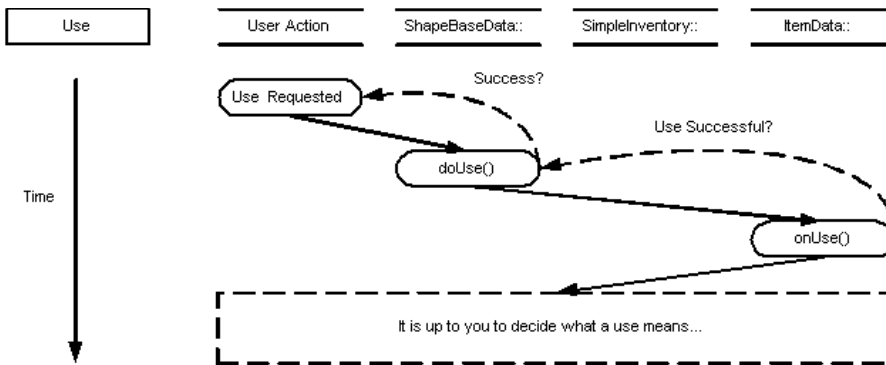 Use
User Action
ShapeBaseData::
SimpleInventory::
ItemData::
Success?
Use Requested
Use Successful?
doUse()
Time
onUse()
It is up to you to decide what a use means...